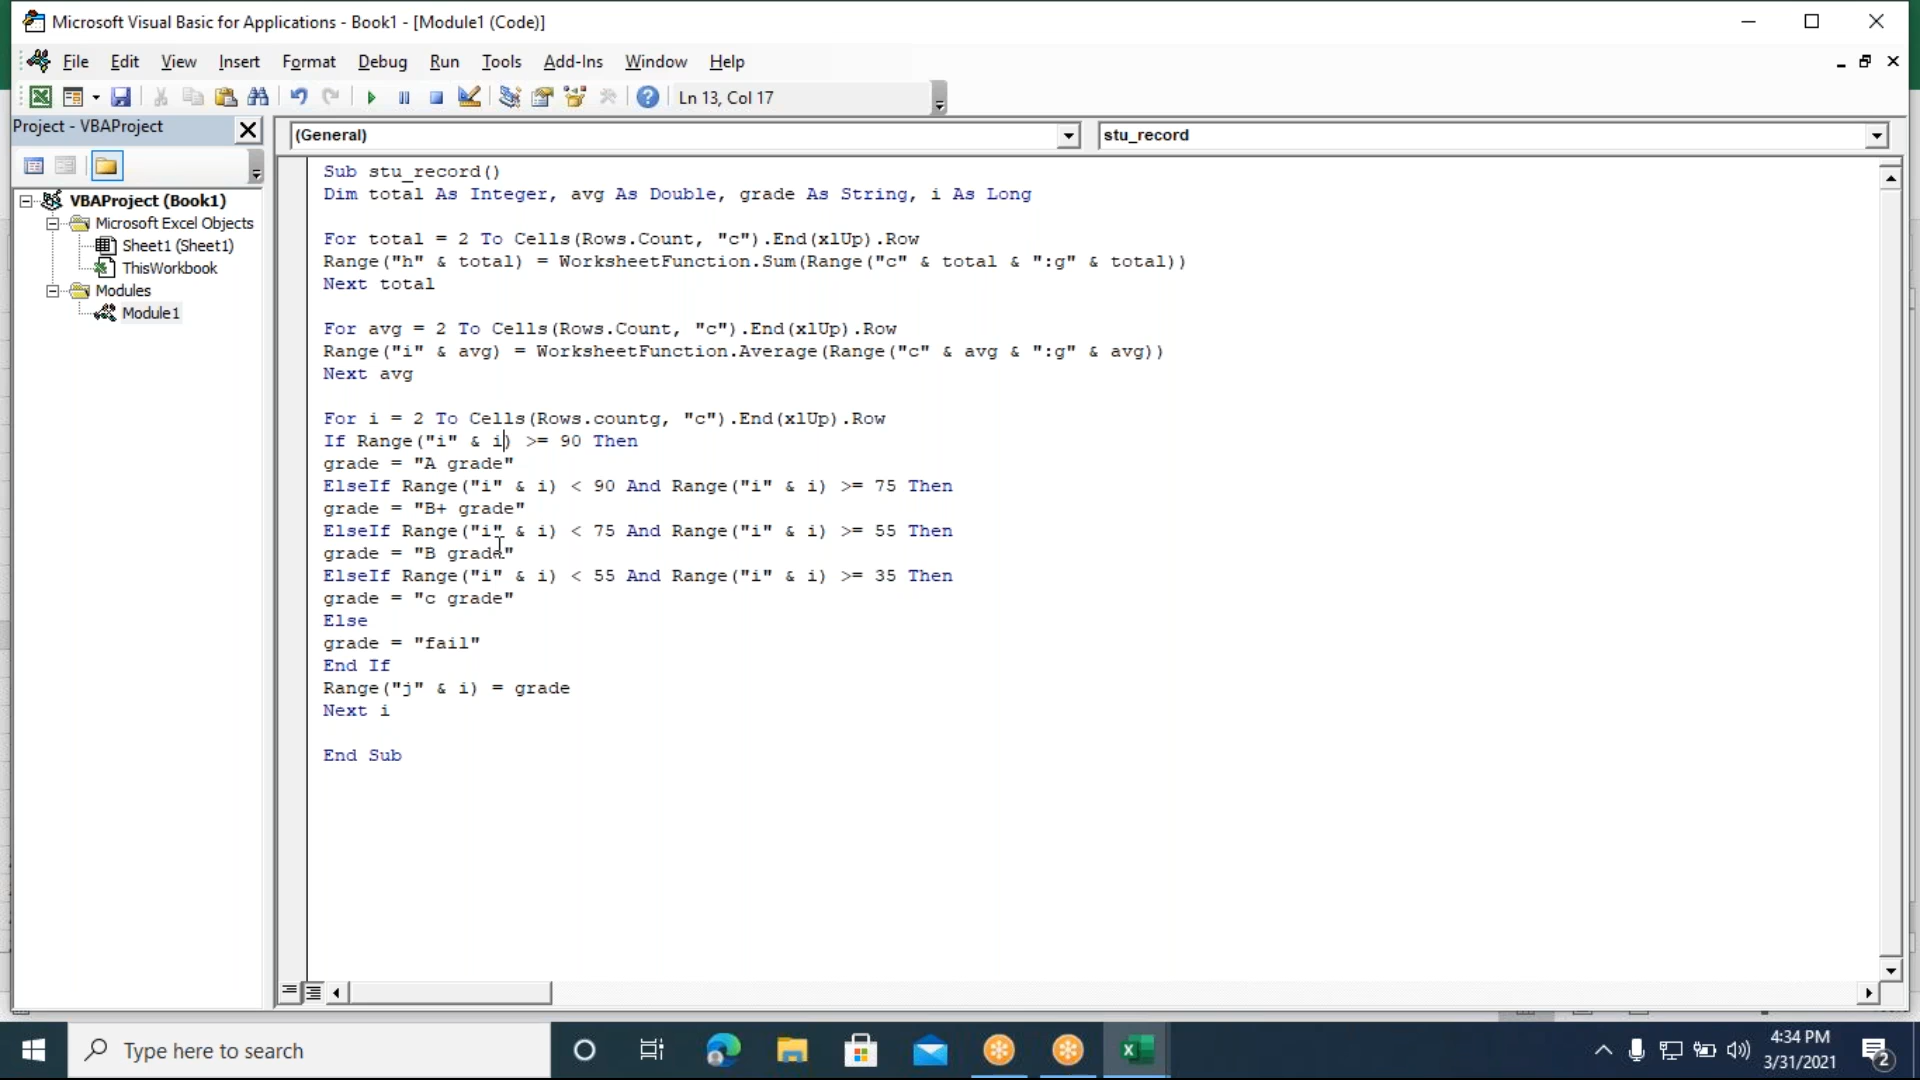 Microsoft Visual Basic for Applications - Book1 - [Module1 (Code)]
File Edit View Insert Format Debug Run Tools Add-Ins Window Help
Ln 13, Col 17
Project - VBAProject
(General) stu_record
VBAProject (Book1)
Microsoft Excel Objects
Sheet1 (Sheet1)
ThisWorkbook
Modules
Module1
Sub stu_record()
Dim total As Integer, avg As Double, grade As String, i As Long
For total = 2 To Cells(Rows.Count, "c").End(xlUp).Row
Range("h" & total) = WorksheetFunction.Sum(Range("c" & total & ":g" & total))
Next total
For avg = 2 To Cells(Rows.Count, "c").End(xlUp).Row
Range("i" & avg) = WorksheetFunction.Average(Range("c" & avg & ":g" & avg))
Next avg
For i = 2 To Cells(Rows.countg, "c").End(xlUp).Row
If Range("i" & i) >= 90 Then
grade = "A grade"
ElseIf Range("i" & i) < 90 And Range("i" & i) >= 75 Then
grade = "B+ grade"
ElseIf Range("i" & i) < 75 And Range("i" & i) >= 55 Then
grade = "B grade"
ElseIf Range("i" & i) < 55 And Range("i" & i) >= 35 Then
grade = "c grade"
Else
grade = "fail"
End If
Range("j" & i) = grade
Next i
End Sub
Type here to search
4:34 PM
3/31/2021
2